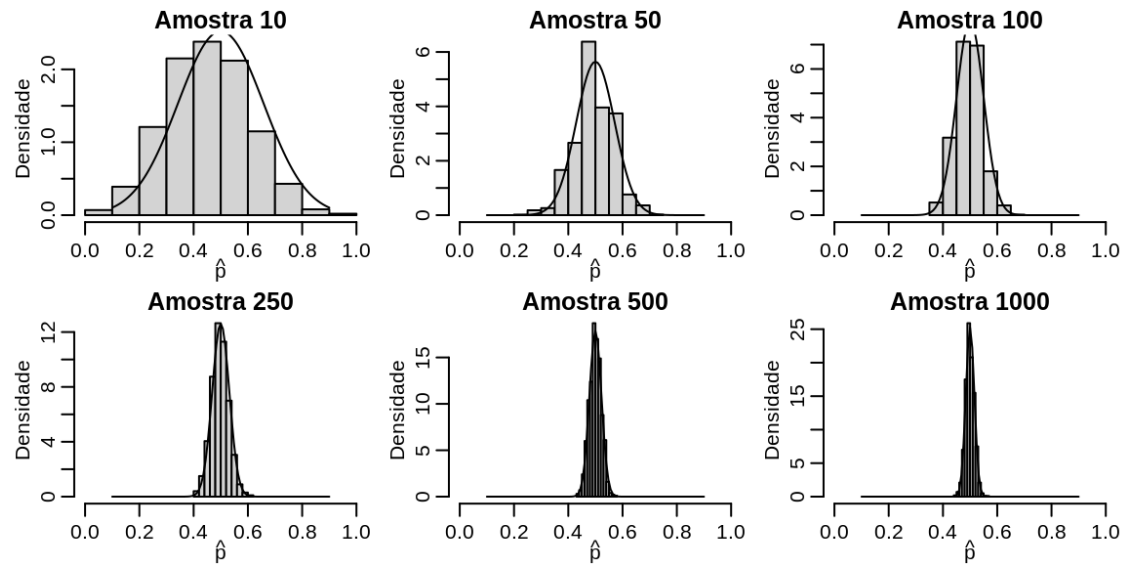 Amostra 10
Densidade
0.0 1.0 2.0
0.0 0.2 0.4 0.6 0.8 1.0
p̂
Amostra 50
Densidade
0 2 4 6
0.0 0.2 0.4 0.6 0.8 1.0
p̂
Amostra 100
Densidade
0 2 4 6
0.0 0.2 0.4 0.6 0.8 1.0
p̂
Amostra 250
Densidade
0 4 8 12
0.0 0.2 0.4 0.6 0.8 1.0
p̂
Amostra 500
Densidade
0 5 10 15
0.0 0.2 0.4 0.6 0.8 1.0
p̂
Amostra 1000
Densidade
0 5 15 25
0.0 0.2 0.4 0.6 0.8 1.0
p̂